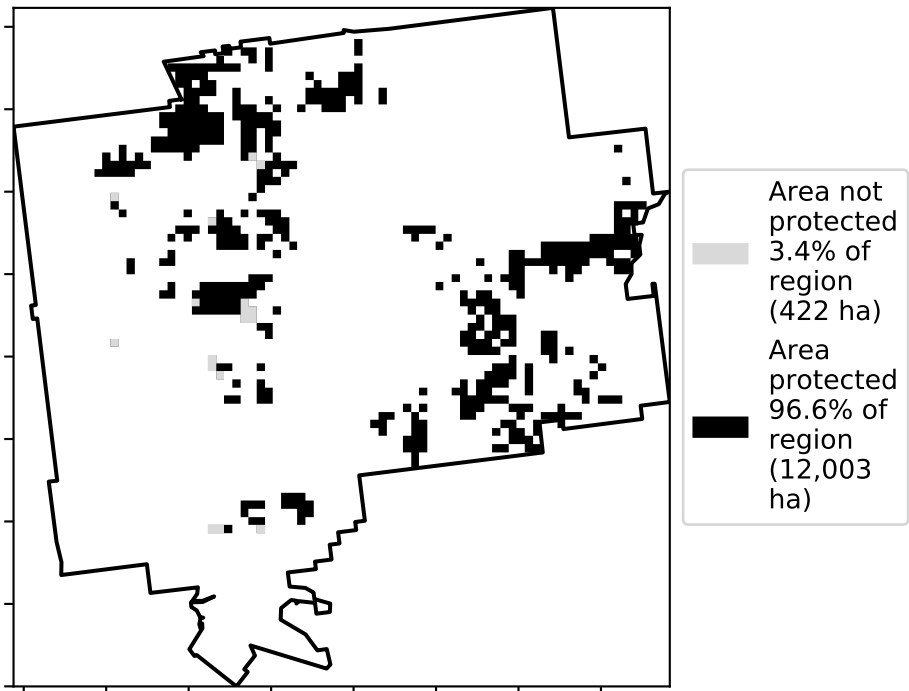 Area not
protected
3.4% of
region
(422 ha)
Area
protected
96.6% of
region
(12,003
ha)